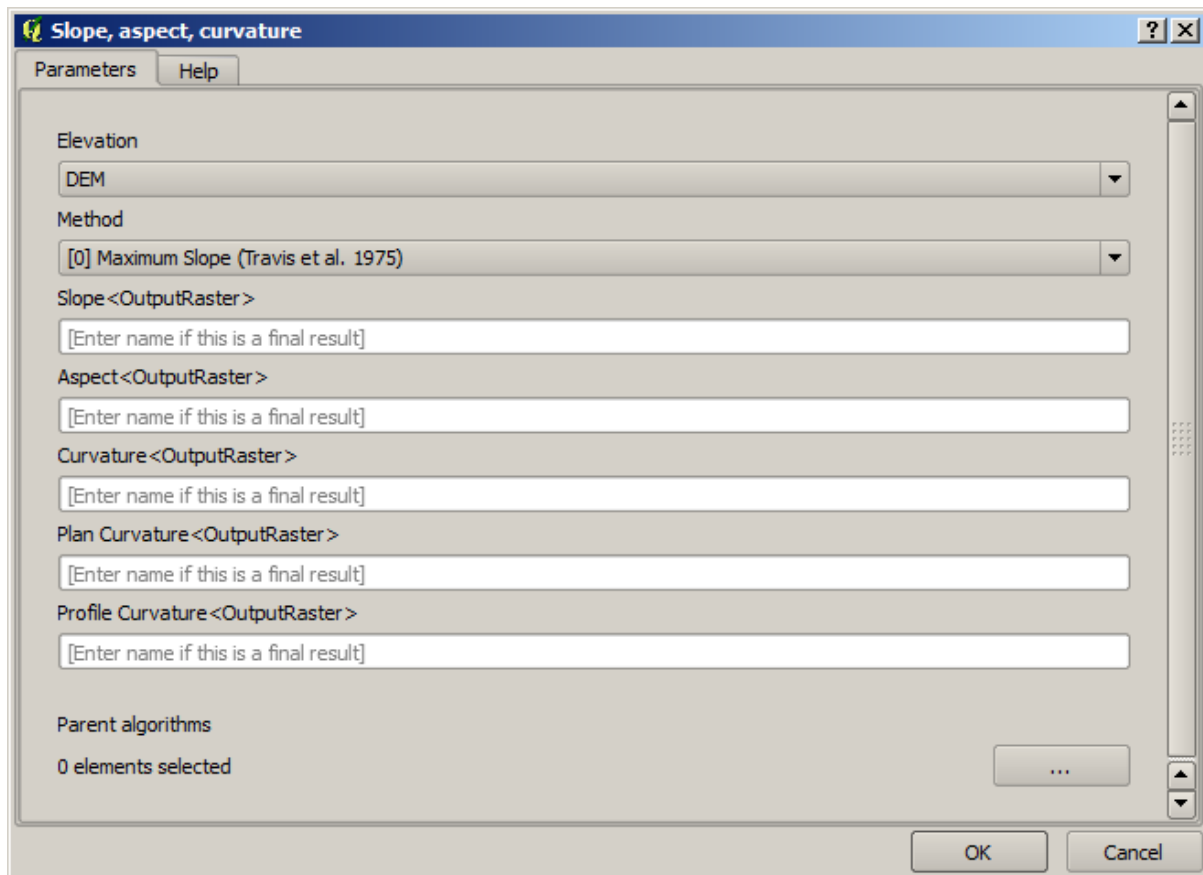 Slope, aspect, curvature
Parameters Help
Elevation
DEM
Method
[0] Maximum Slope (Travis et al. 1975)
Slope<OutputRaster>
[Enter name if this is a final result]
Aspect<OutputRaster>
[Enter name if this is a final result]
Curvature<OutputRaster>
[Enter name if this is a final result]
Plan Curvature<OutputRaster>
[Enter name if this is a final result]
Profile Curvature<OutputRaster>
[Enter name if this is a final result]
Parent algorithms
0 elements selected ...
OK Cancel